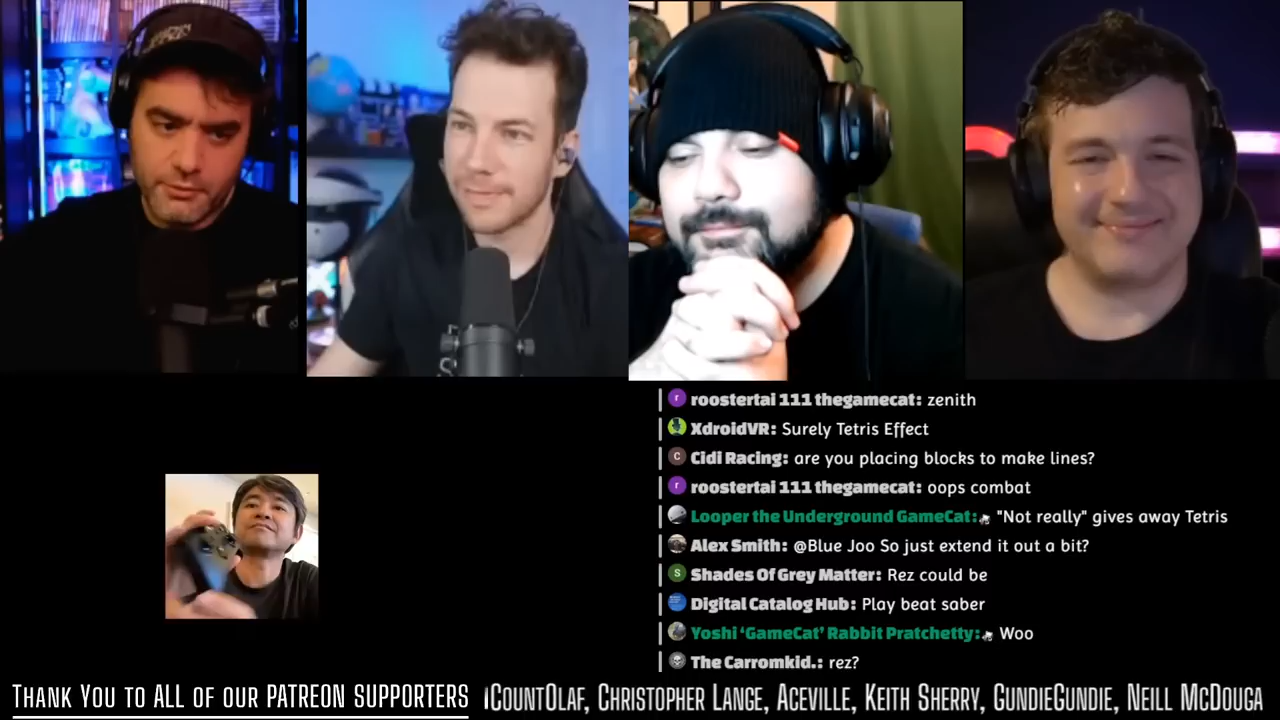 roostertai 111 thegamecat: zenith
XdroidVR: Surely Tetris Effect
Cidi Racing: are you placing blocks to make lines?
roostertai 111 thegamecat: oops combat
Looper the Underground GameCat: "Not really" gives away Tetris
Alex Smith: @Blue Joo So just extend it out a bit?
Shades Of Grey Matter: Rez could be
Digital Catalog Hub: Play beat saber
Yoshi ‘GameCat’ Rabbit Pratchetty: Woo
The Carromkid.: rez?
THANK YOU TO ALL OF OUR PATREON SUPPORTERS
COUNTOLAF, CHRISTOPHER LANGE, ACEVILLE, KEITH SHERRY, GUNDIEGUNDIE, NEILL MCDOUGA